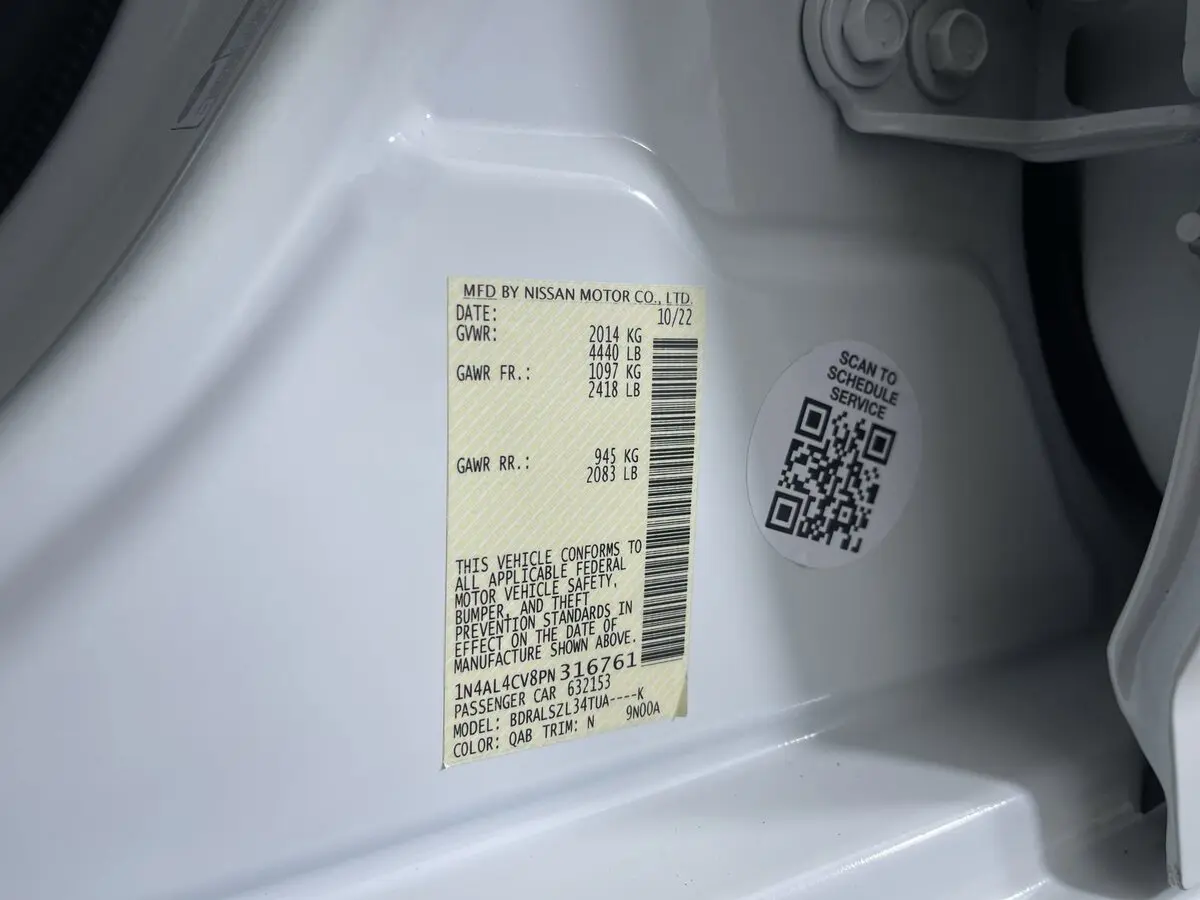 MFD BY NISSAN MOTOR CO., LTD.
DATE: 10/22
GVWR: 2014 KG
4440 LB
GAWR FR.: 1097 KG
2418 LB
GAWR RR.: 945 KG
2083 LB
THIS VEHICLE CONFORMS TO
ALL APPLICABLE FEDERAL
MOTOR VEHICLE SAFETY,
BUMPER, AND THEFT
PREVENTION STANDARDS IN
EFFECT ON THE DATE OF
MANUFACTURE SHOWN ABOVE.
1N4AL4CV8PN316761
PASSENGER CAR 632153
MODEL: BDRALSZL34TUA----K
COLOR: QAB TRIM: N 9N00A
SCAN TO
SCHEDULE
SERVICE